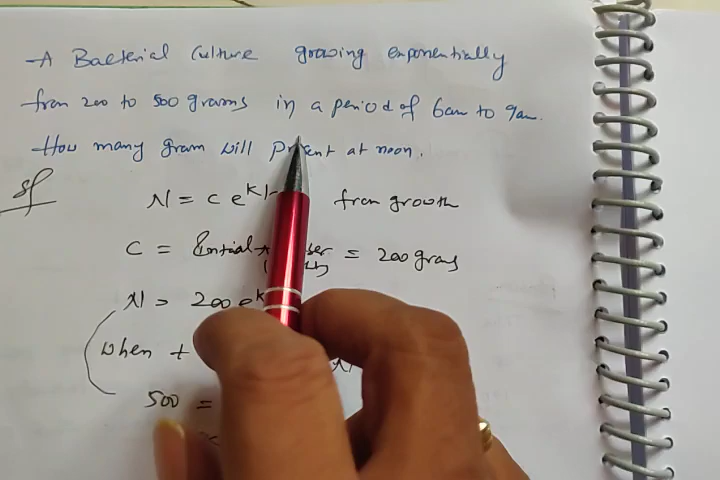 -A Bacterial culture growing exponentially
from 200 to 500 grams in a period of 6am to 9am.
How many gram will present at noon.
Sol
N = c e^kt from growth
C = = 200 grams
N = 200 e^k
When t
500 =